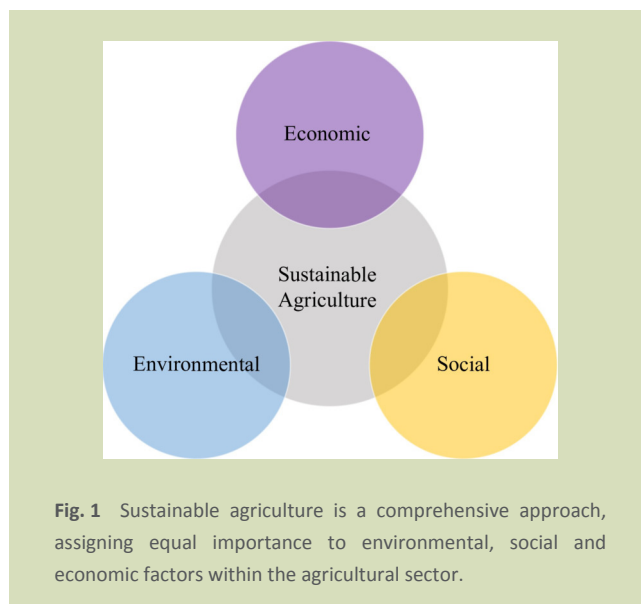 Economic
Sustainable
Agriculture
Environmental
Social
Fig. 1 Sustainable agriculture is a comprehensive approach,
assigning equal importance to environmental, social and
economic factors within the agricultural sector.